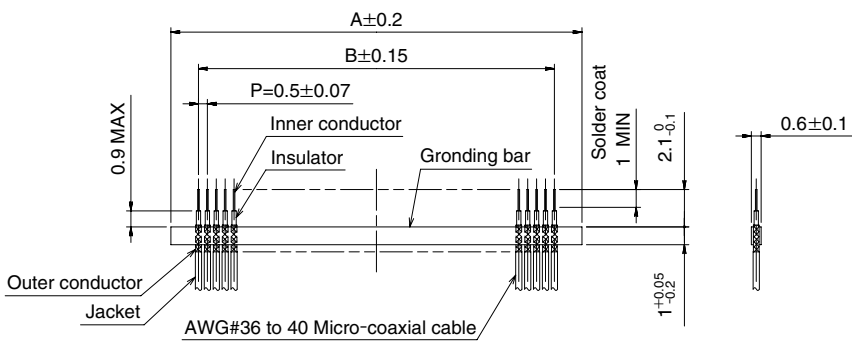 A±0.2
B±0.15
P=0.5±0.07
0.9 MAX
Inner conductor
Insulator
Gronding bar
Solder coat
1 MIN
2.1 0 -0.1
0.6±0.1
Outer conductor
Jacket
AWG#36 to 40 Micro-coaxial cable
1 +0.05 -0.2